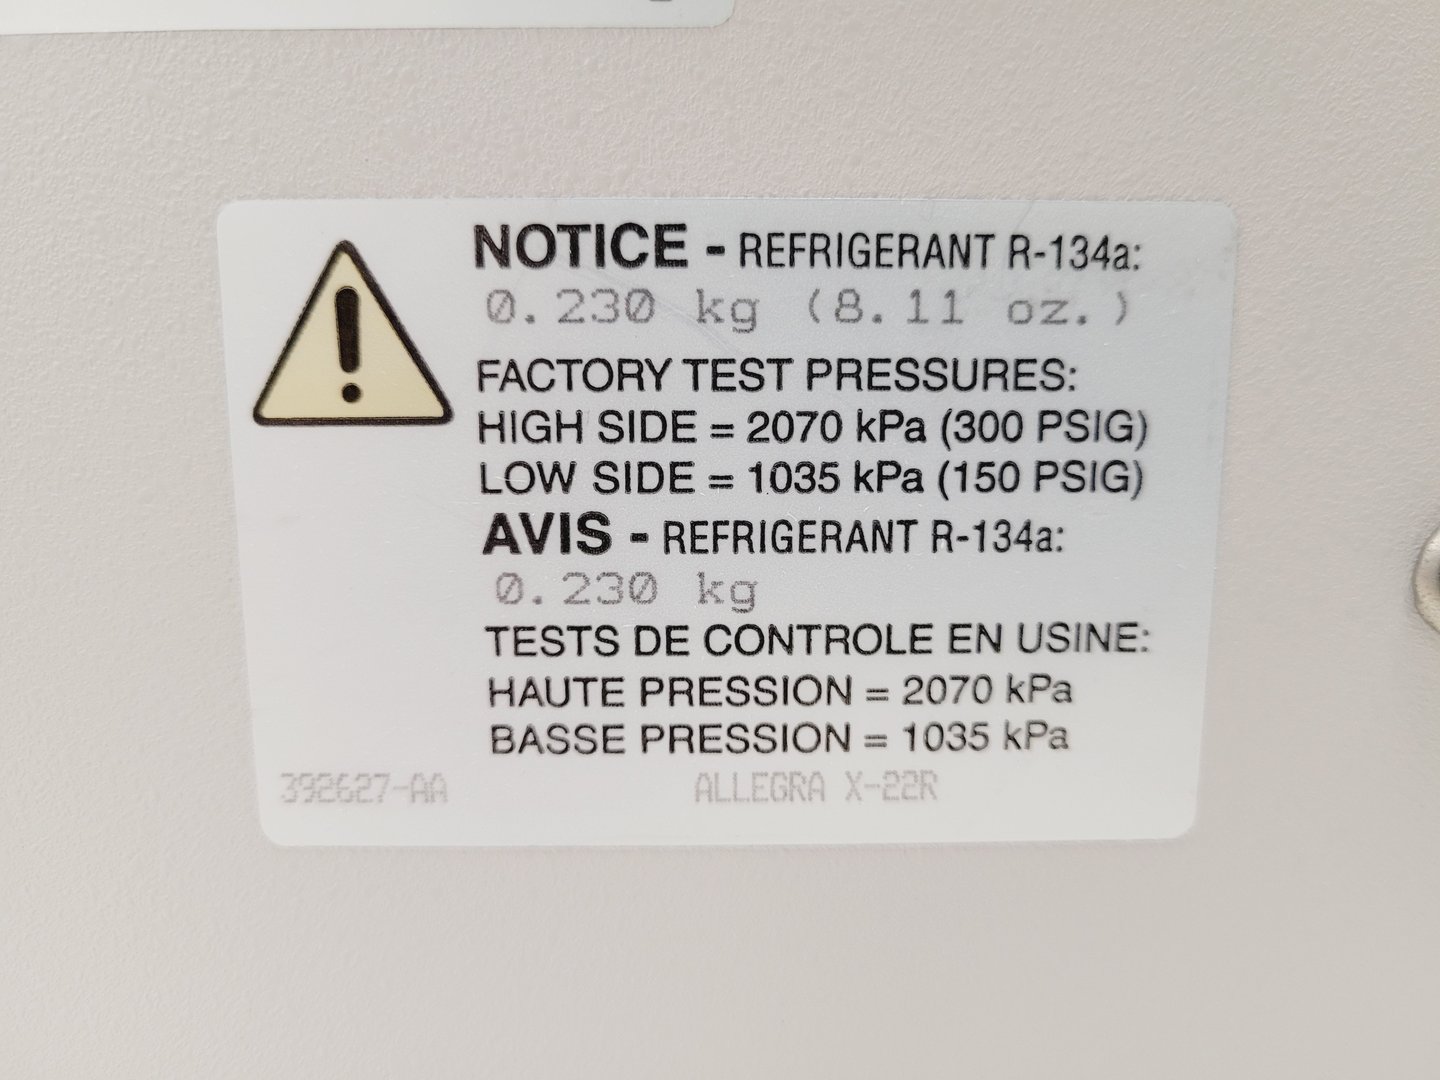 NOTICE - REFRIGERANT R-134a:
0.230 kg (8.11 oz.)
FACTORY TEST PRESSURES:
HIGH SIDE = 2070 kPa (300 PSIG)
LOW SIDE = 1035 kPa (150 PSIG)
AVIS - REFRIGERANT R-134a:
0.230 kg
TESTS DE CONTROLE EN USINE:
HAUTE PRESSION = 2070 kPa
BASSE PRESSION = 1035 kPa
392627-AA ALLEGRA X-22R